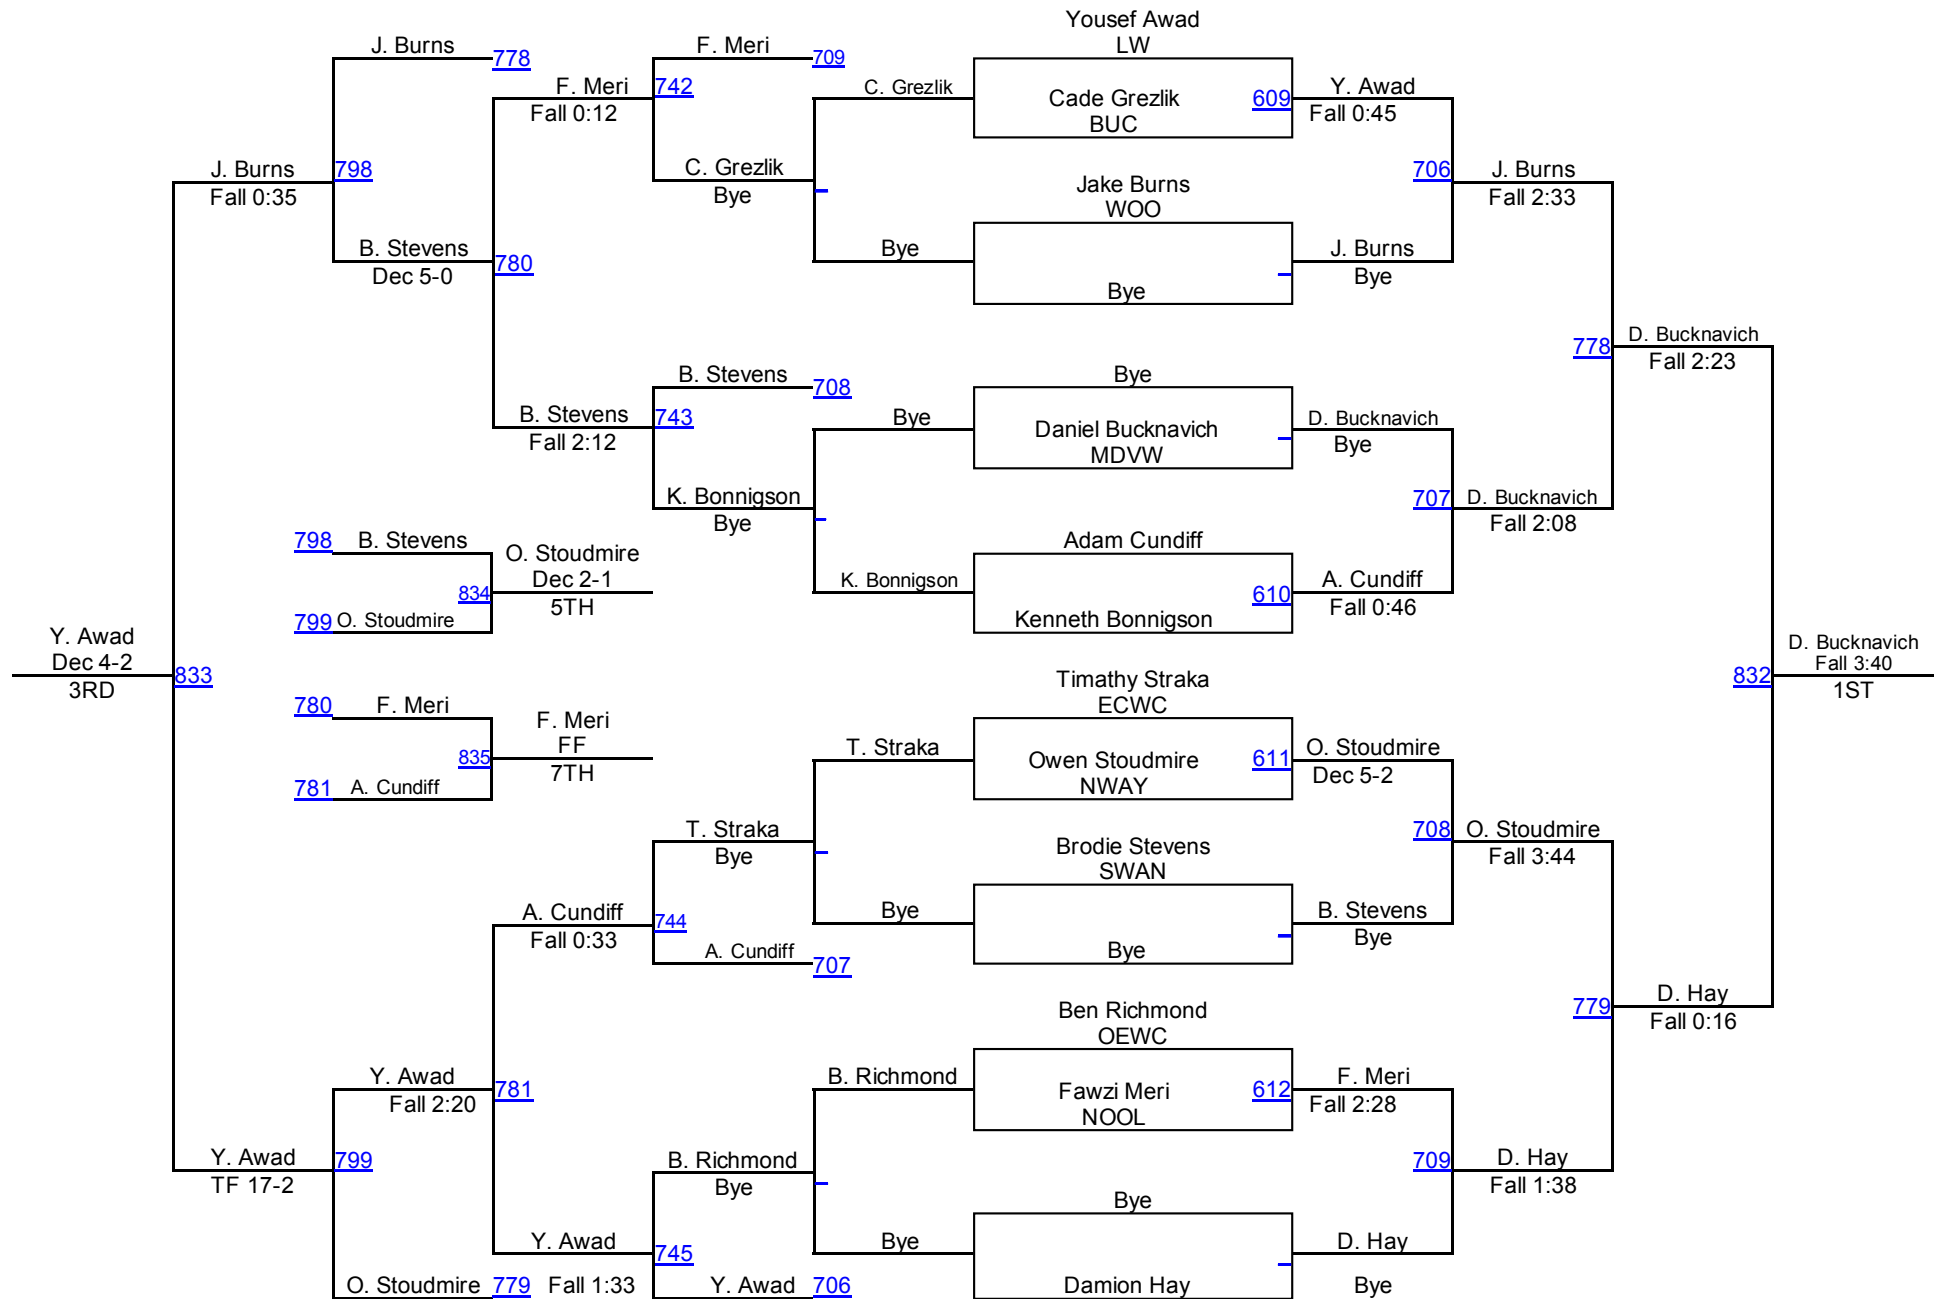 Yousef Awad
LW
J. Burns
778
F. Meri
709
F. Meri
742
C. Grezlik
Cade Grezlik
609
Y. Awad
Fall 0:12
BUC
Fall 0:45
J. Burns
798
C. Grezlik
706
J. Burns
Fall 0:35
Bye
Jake Burns
Fall 2:33
WOO
B. Stevens
780
Bye
J. Burns
Dec 5-0
Bye
Bye
D. Bucknavich
778
Fall 2:23
B. Stevens
708
Bye
B. Stevens
743
Bye
Daniel Bucknavich
D. Bucknavich
Fall 2:12
MDVW
Bye
K. Bonnigson
707
D. Bucknavich
Bye
Fall 2:08
798
B. Stevens
O. Stoudmire
Adam Cundiff
Dec 2-1
834
5TH
K. Bonnigson
610
A. Cundiff
Fall 0:46
799
O. Stoudmire
Kenneth Bonnigson
Y. Awad
Dec 4-2
833
3RD
Timathy Straka
ECWC
832
D. Bucknavich
Fall 3:40
1ST
780
F. Meri
F. Meri
FF
835
7TH
T. Straka
Owen Stoudmire
611
O. Stoudmire
NWAY
Dec 5-2
781
A. Cundiff
T. Straka
708
O. Stoudmire
Bye
Brodie Stevens
Fall 3:44
SWAN
A. Cundiff
744
Bye
B. Stevens
Fall 0:33
Bye
Bye
A. Cundiff
707
Ben Richmond
779
D. Hay
OEWC
Fall 0:16
Y. Awad
781
B. Richmond
Fawzi Meri
612
F. Meri
Fall 2:20
NOOL
Fall 2:28
Y. Awad
799
B. Richmond
709
D. Hay
TF 17-2
Bye
Fall 1:38
Bye
Y. Awad
745
Bye
D. Hay
O. Stoudmire
779
Fall 1:33
Y. Awad
706
Damion Hay
Bye